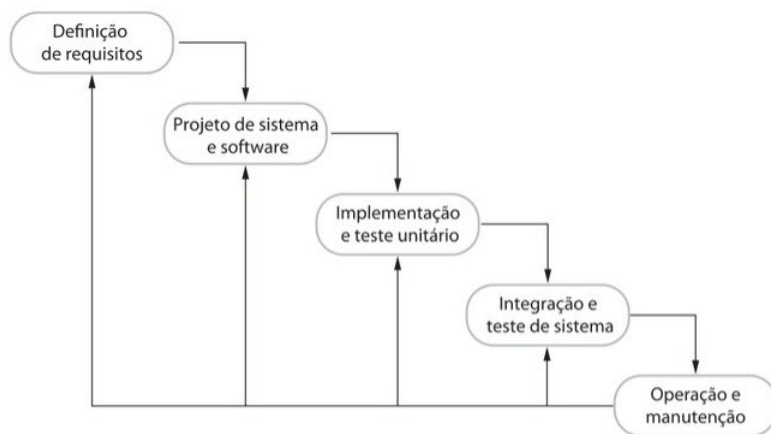 Definição
de requisitos
Projeto de sistema
e software
Implementação
e teste unitário
Integração e
teste de sistema
Operação e
manutenção